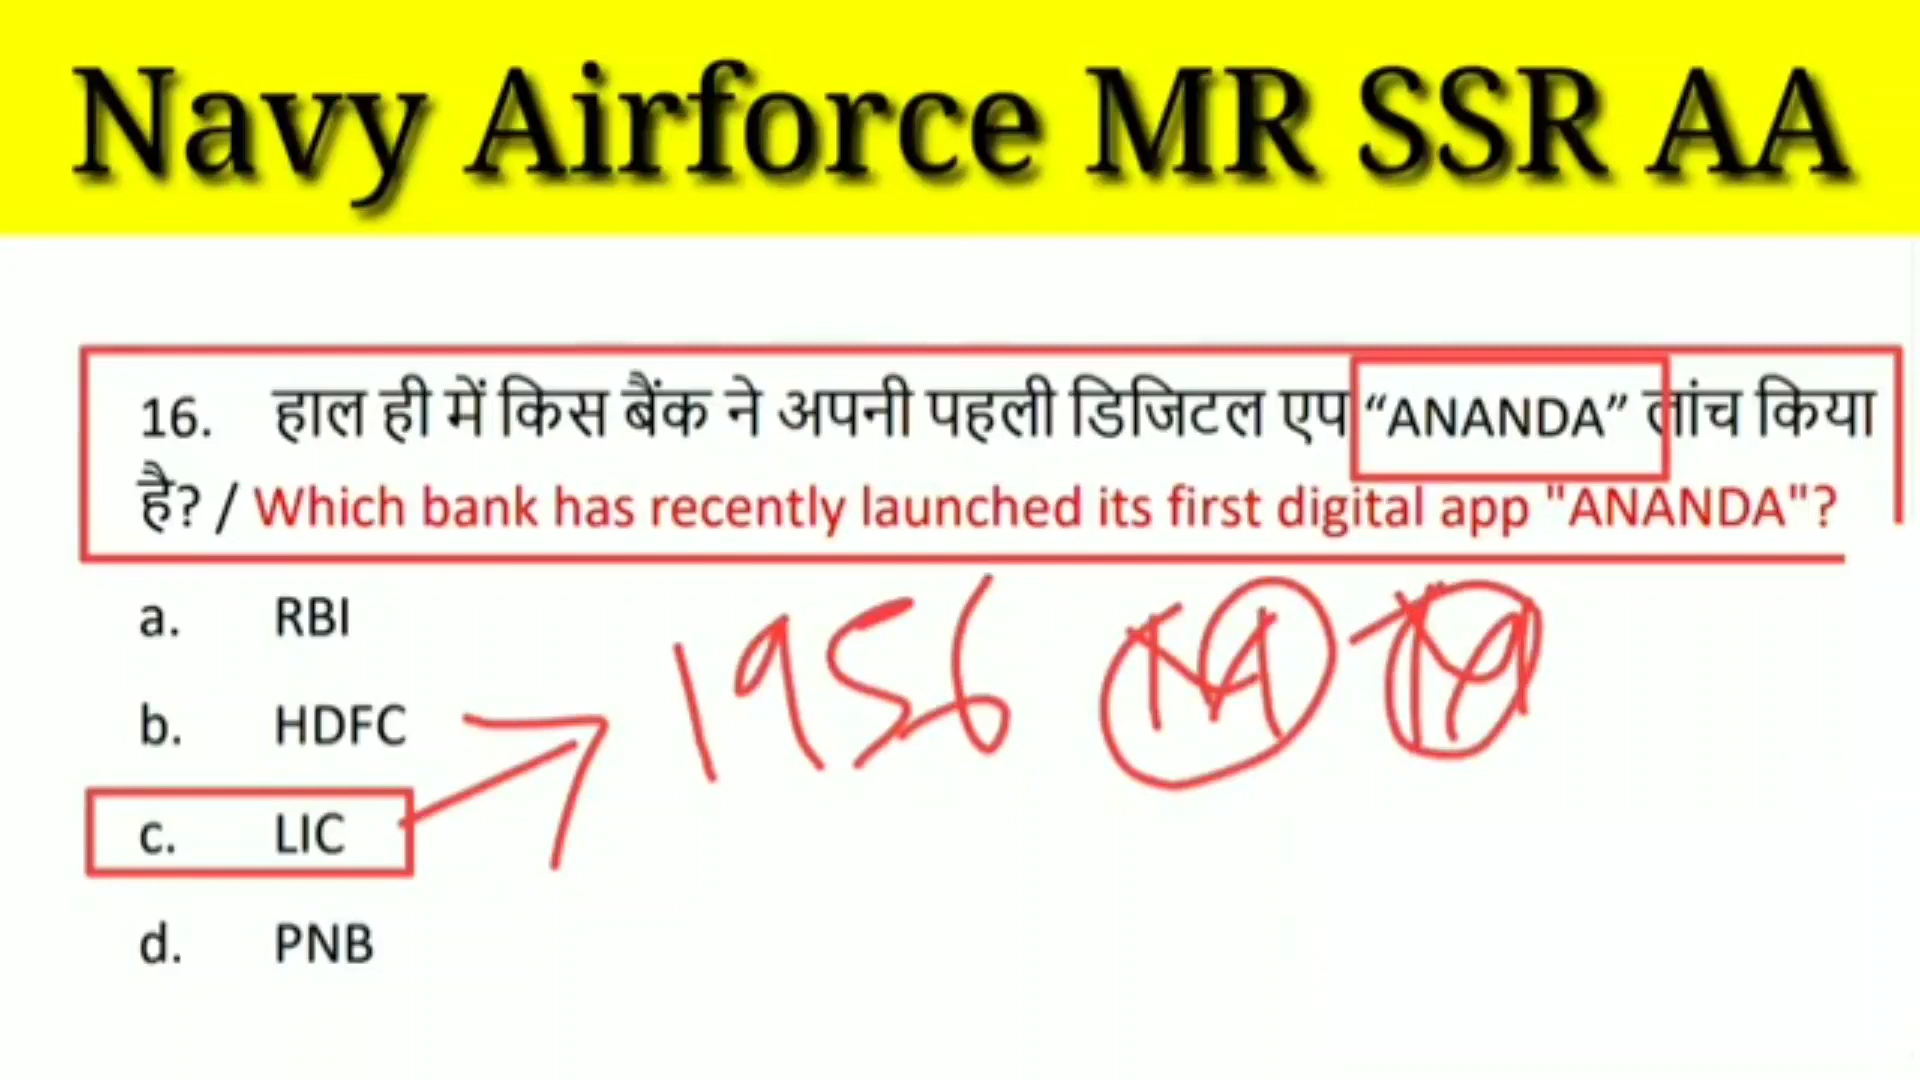 Navy Airforce MR SSR AA
16. हाल ही में किस बैंक ने अपनी पहली डिजिटल एप “ANANDA” लांच किया
है? / Which bank has recently launched its first digital app "ANANDA"?
a. RBI
1956
b. HDFC
c. LIC
d. PNB